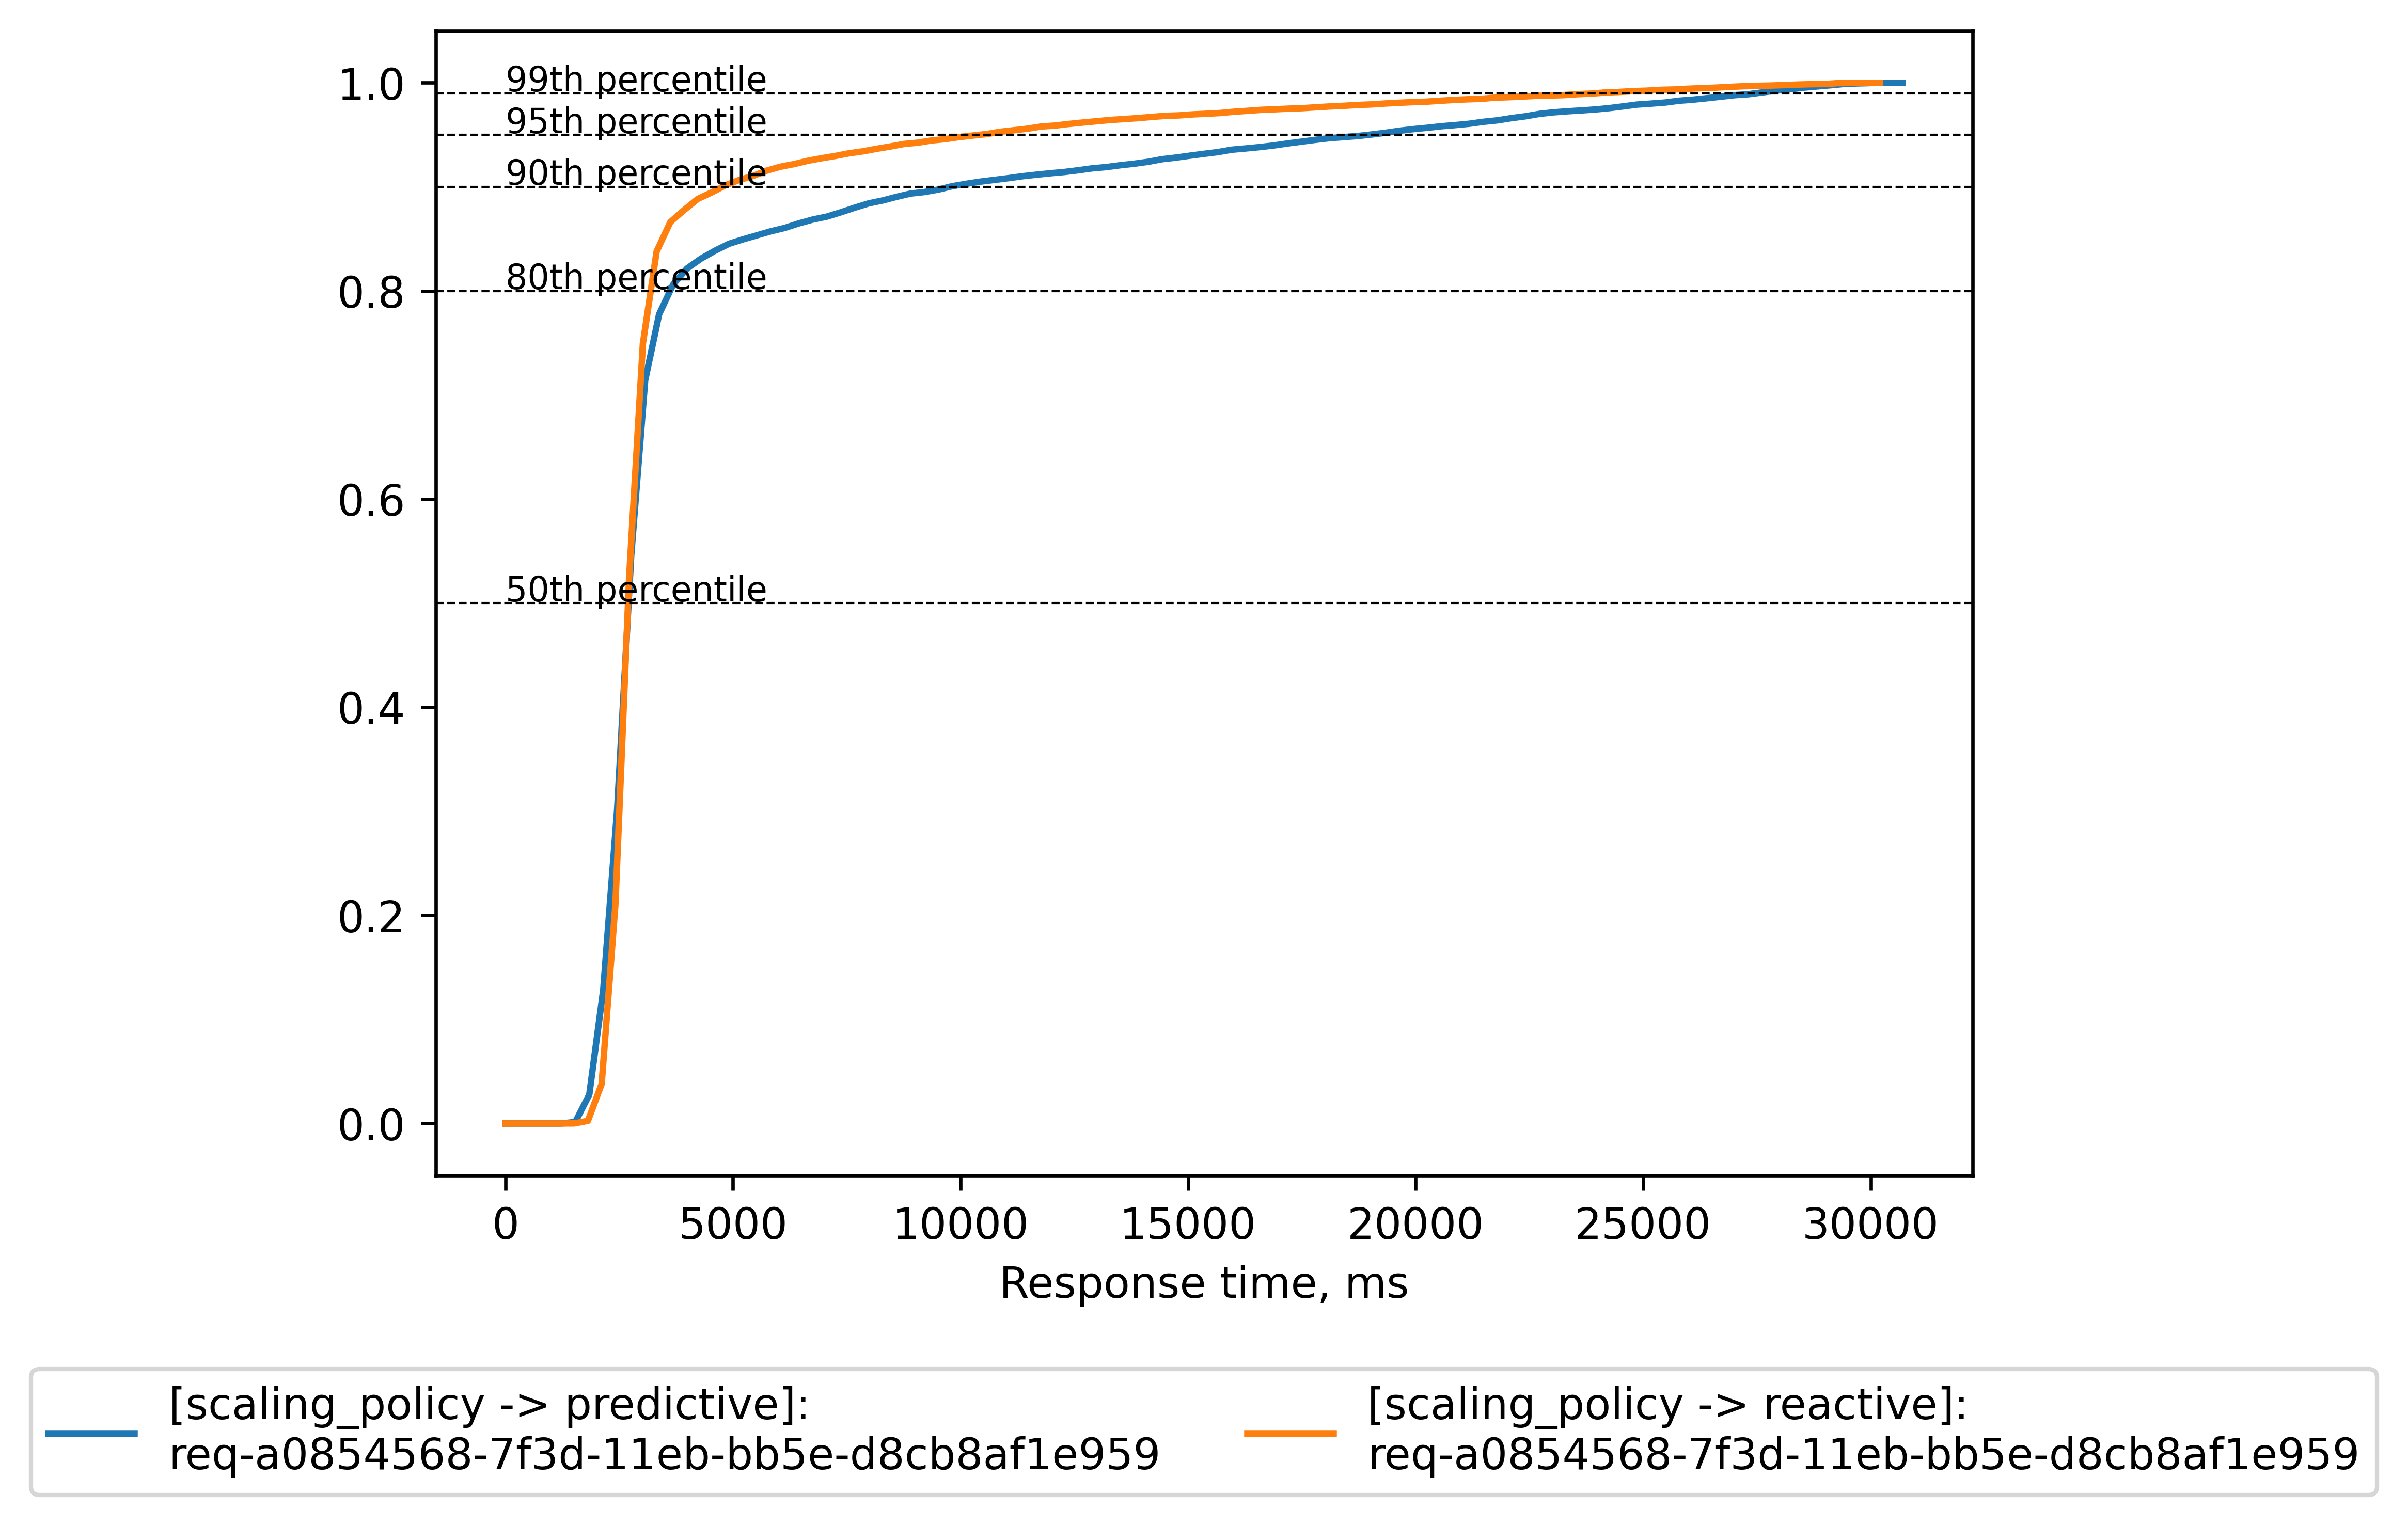 1.0
0.8
0.6
0.4
0.2
0.0
99th percentile
95th percentile
90th percentile
80th percentile
50th percentile
0 5000 10000 15000 20000 25000 30000
Response time, ms
[scaling_policy -> predictive]:
req-a0854568-7f3d-11eb-bb5e-d8cb8af1e959
[scaling_policy -> reactive]:
req-a0854568-7f3d-11eb-bb5e-d8cb8af1e959